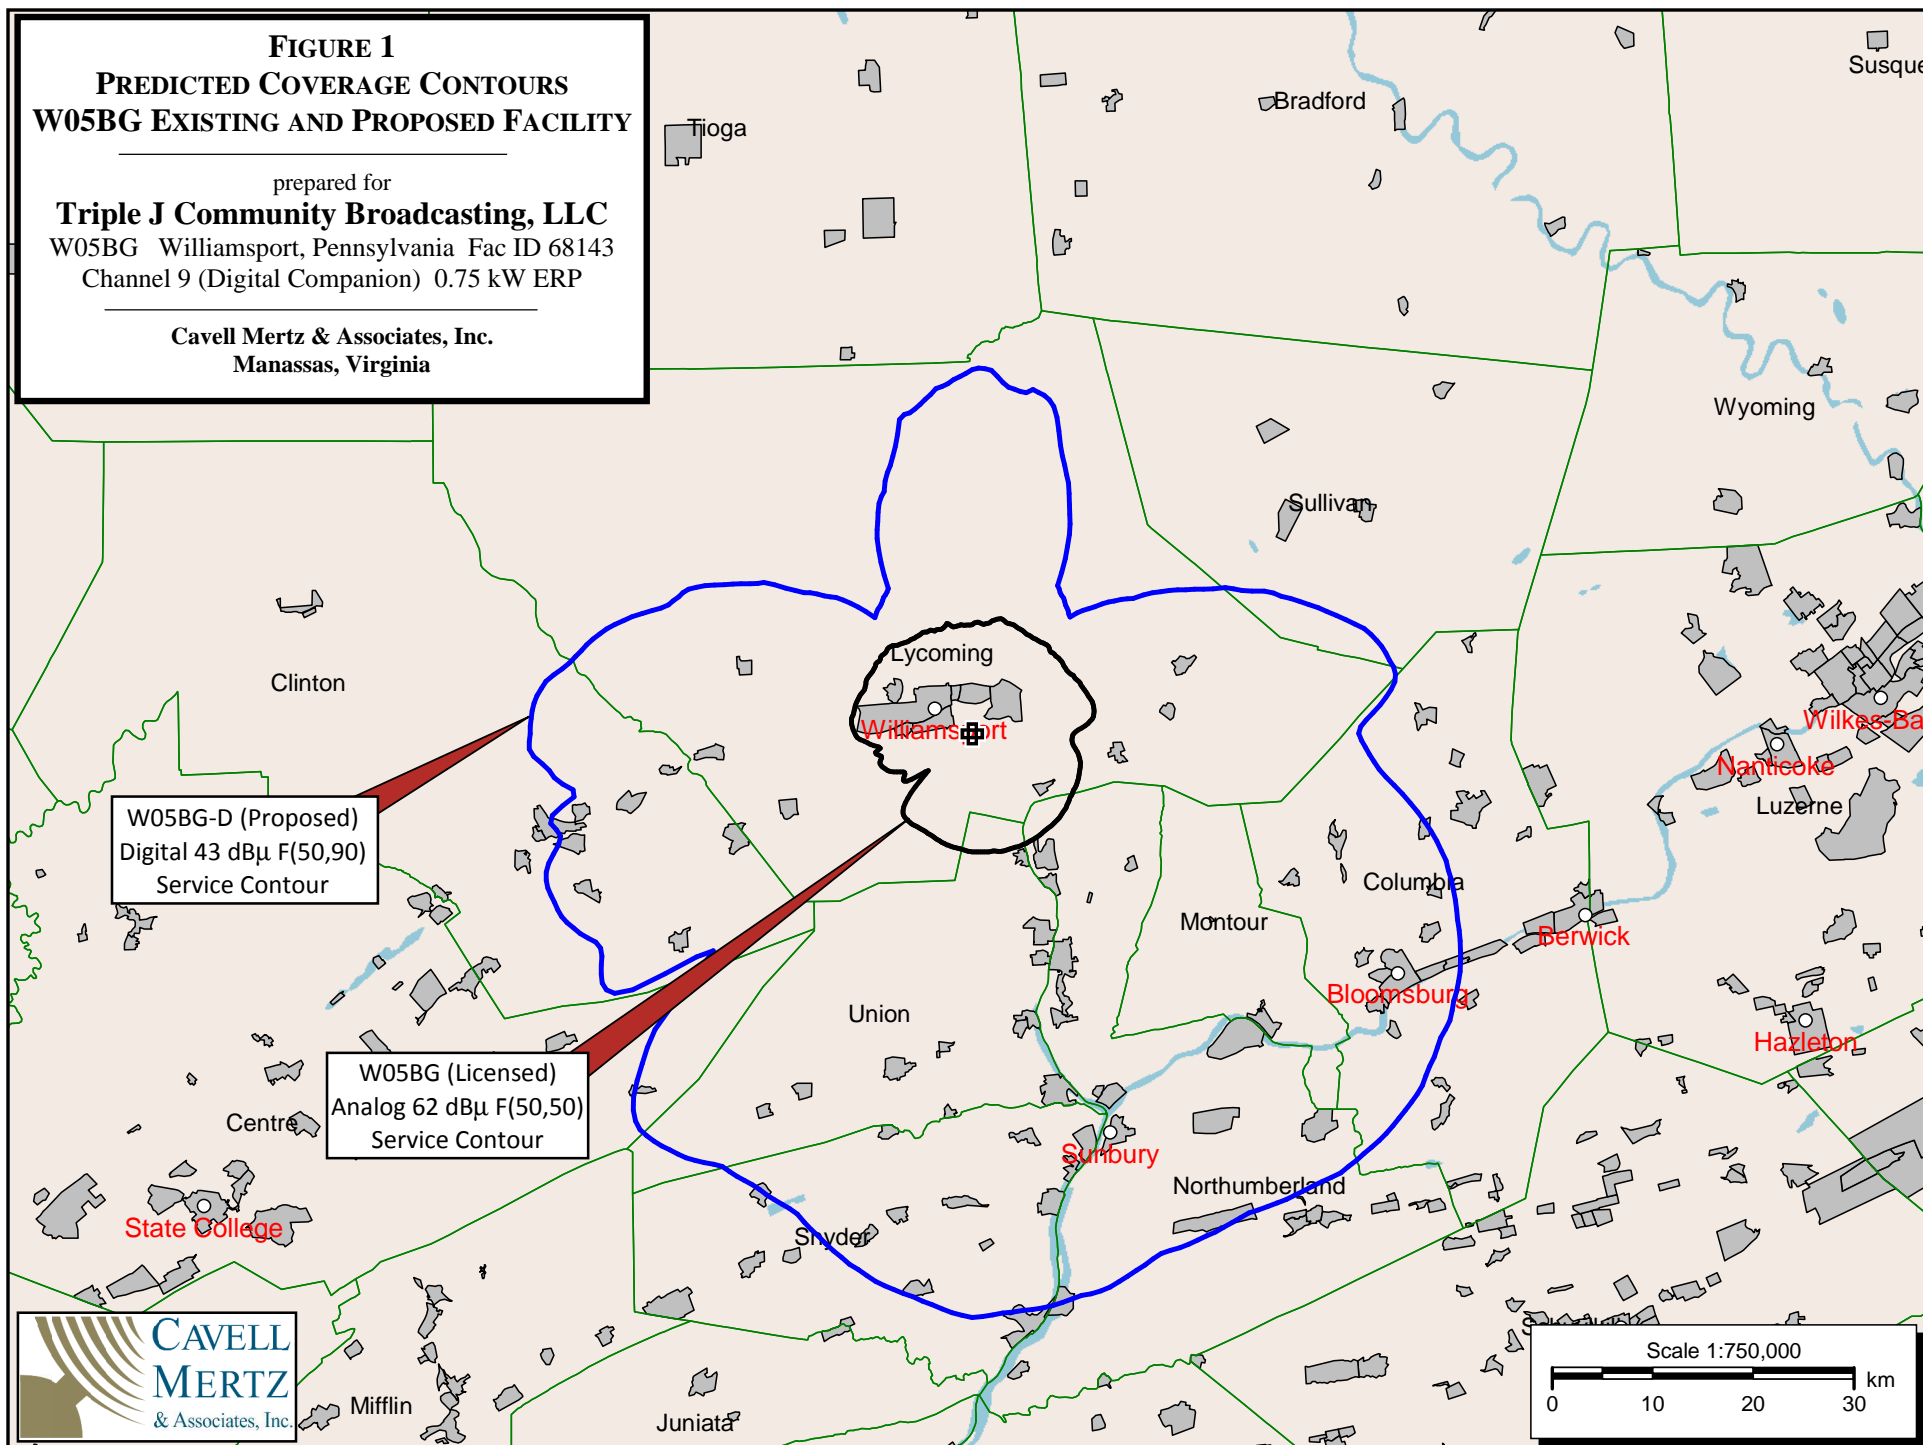 FIGURE 1
PREDICTED COVERAGE CONTOURS
W05BG EXISTING AND PROPOSED FACILITY
prepared for
Triple J Community Broadcasting, LLC
W05BG Williamsport, Pennsylvania Fac ID 68143
Channel 9 (Digital Companion) 0.75 kW ERP
Cavell Mertz & Associates, Inc.
Manassas, Virginia
Susque
Bradford
Tioga
Wyoming
Sullivan
Lycoming
Clinton
Williamsport
Wilkes-Ba
Nanticoke
Luzerne
W05BG-D (Proposed)
Digital 43 dBµ F(50,90)
Service Contour
Columbia
Montour
Berwick
Bloomsburg
Union
Hazleton
W05BG (Licensed)
Analog 62 dBµ F(50,50)
Service Contour
Centre
Sunbury
Northumberland
State College
Snyder
CAVELL
MERTZ
& Associates, Inc.
Mifflin
Juniata
Scale 1:750,000
km
0 10 20 30